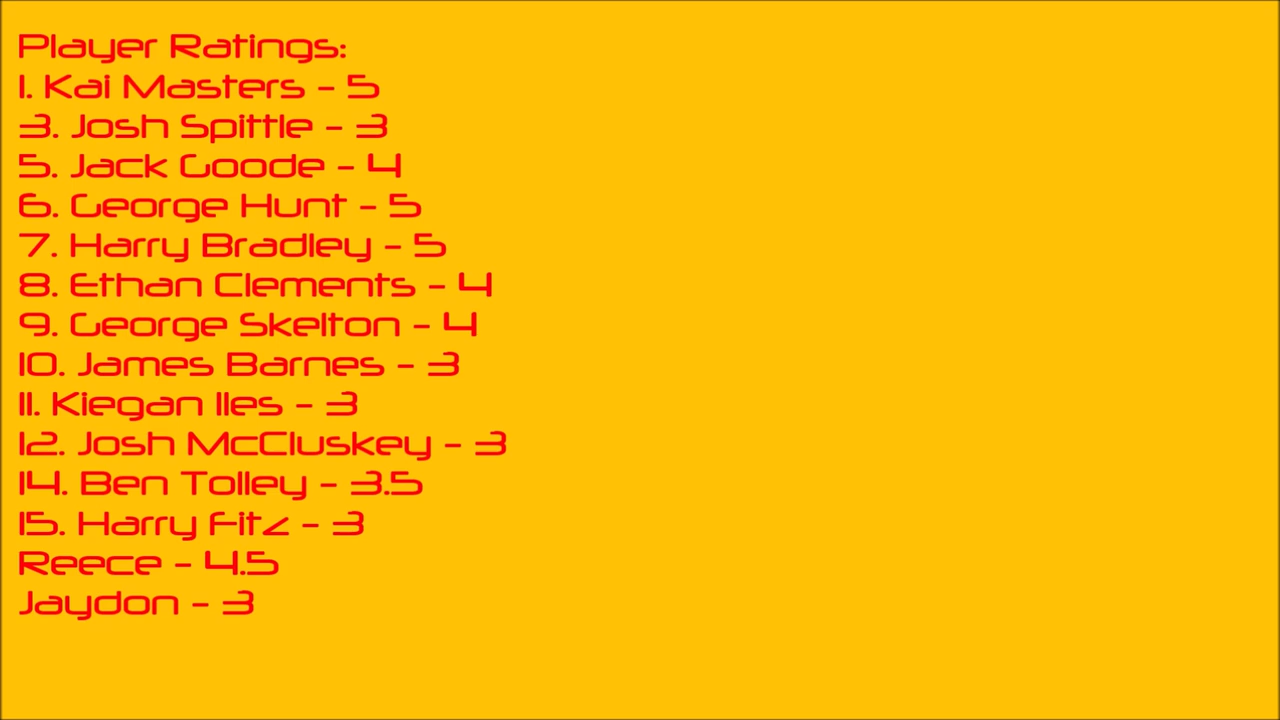 Player Ratings:
1. Kai Masters - 5
3. Josh Spittle - 3
5. Jack Goode - 4
6. George Hunt - 5
7. Harry Bradley - 5
8. Ethan Clements - 4
9. George Skelton - 4
10. James Barnes - 3
11. Kiegan Iles - 3
12. Josh McCluskey - 3
14. Ben Tolley - 3.5
15. Harry Fitz - 3
Reece - 4.5
Jaydon - 3